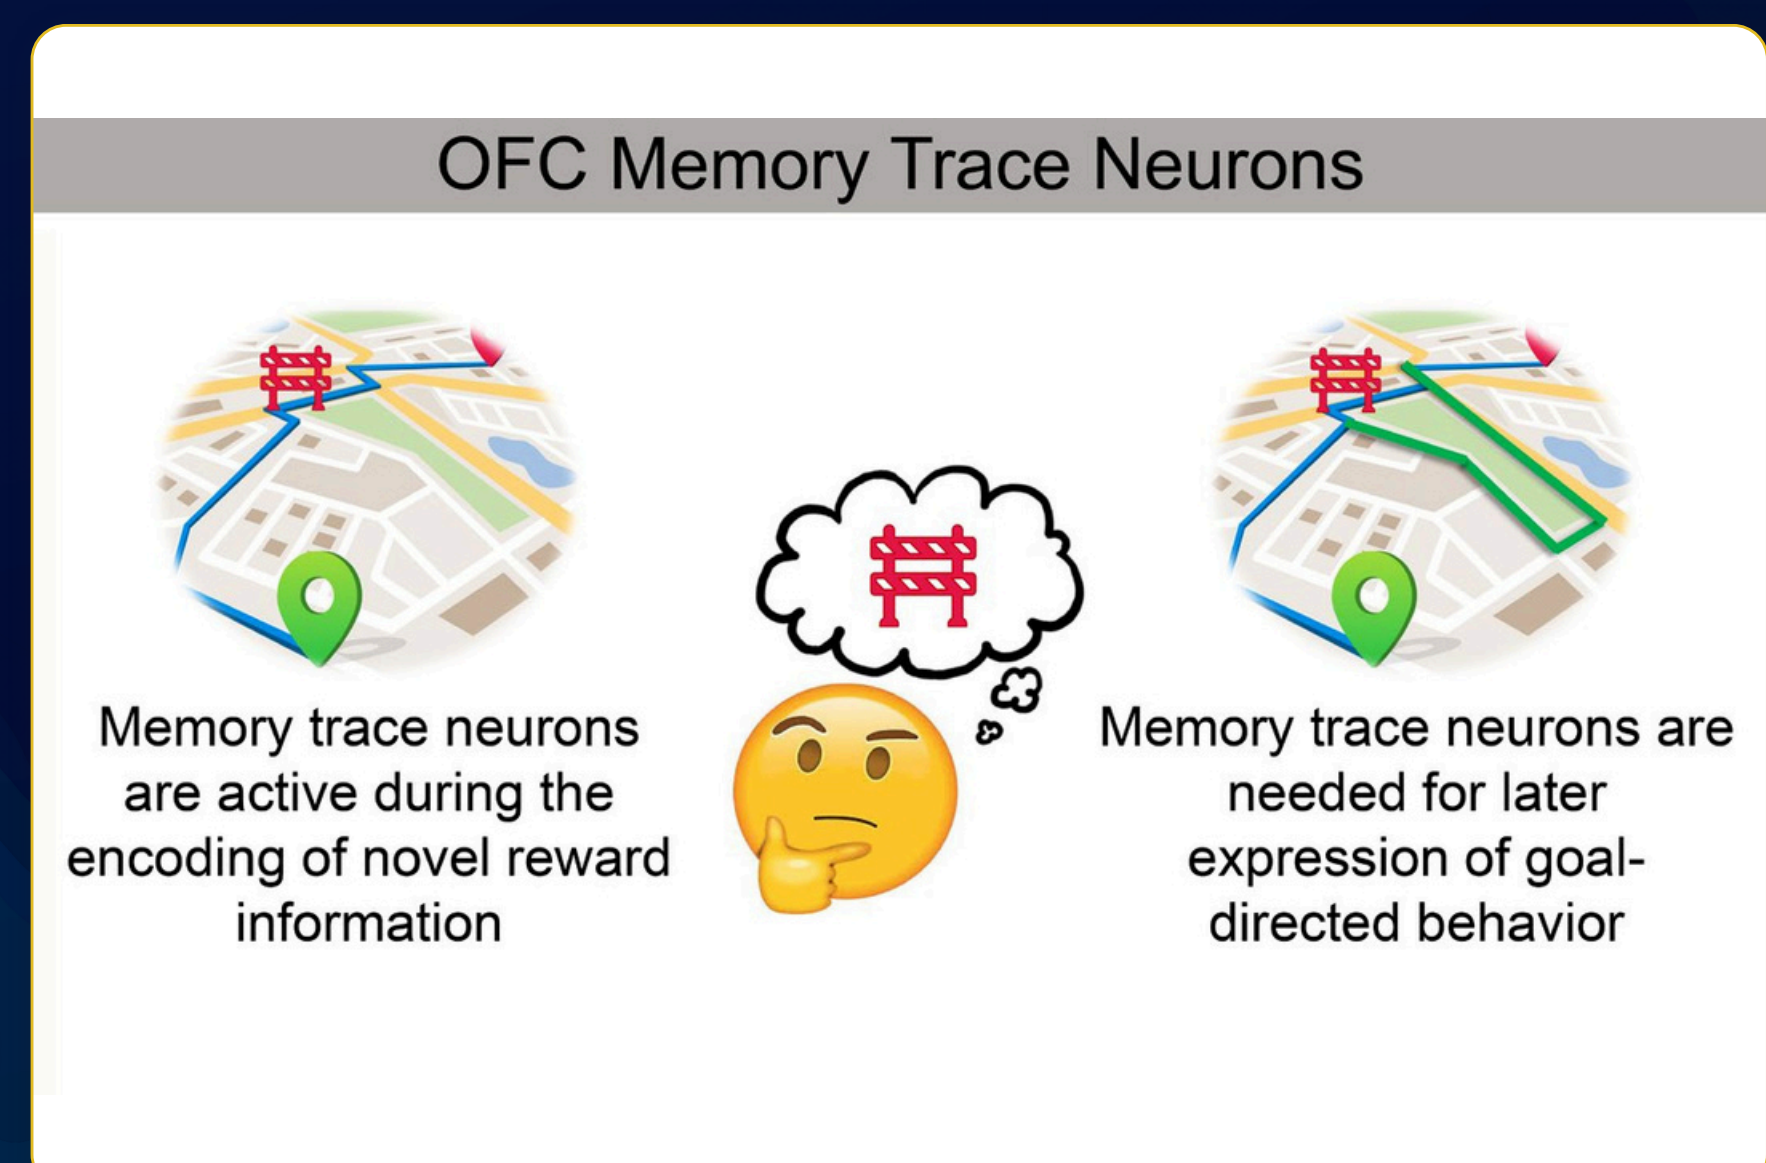 OFC Memory Trace Neurons
Memory trace neurons
are active during the
encoding of novel reward
information
Memory trace neurons are
needed for later
expression of goal-
directed behavior